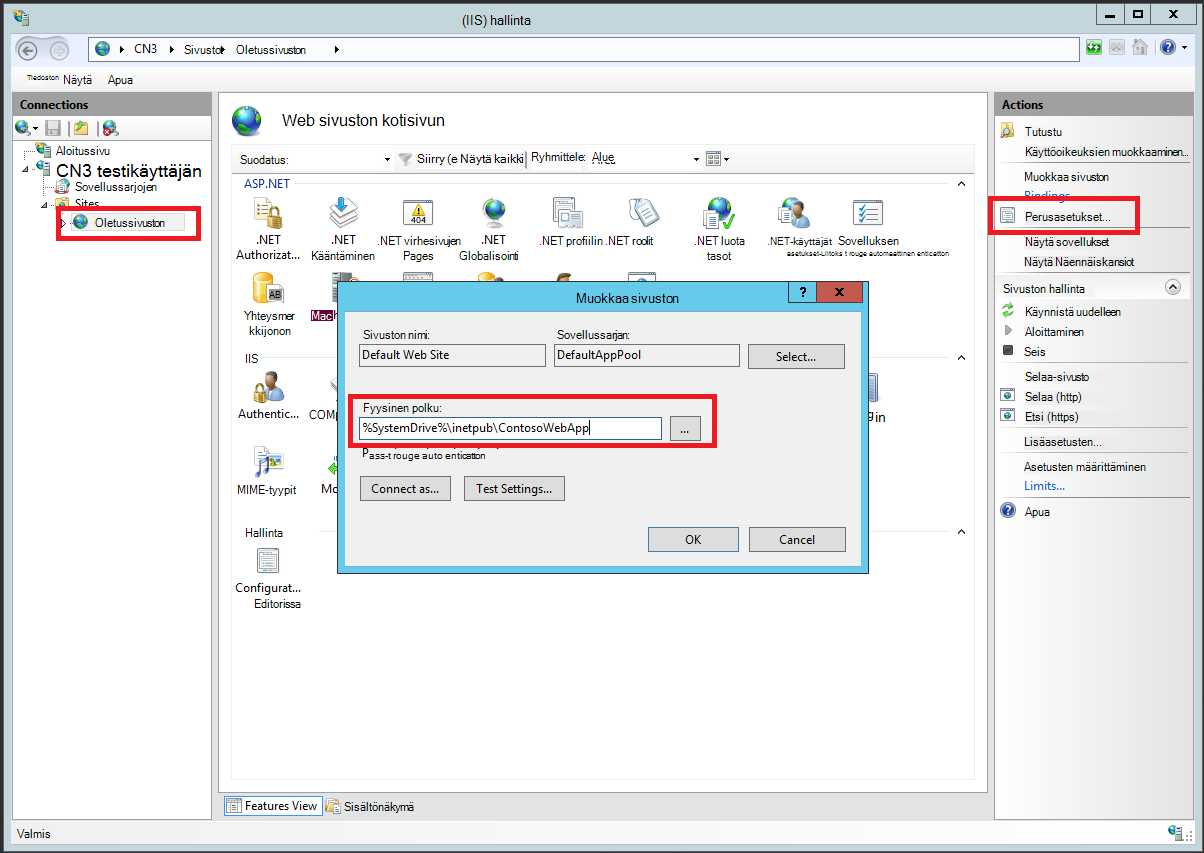 (IIS) hallinta
CN3
Sivusto
Oletussivuston
Tiedoston Näytä Apua
Connections
Aloitussivu
CN3 testikäyttäjän
Sovellussarjojen
Sites
Oletussivuston
Web sivuston kotisivun
Suodatus:
Siirry (e Näytä kaikki
Ryhmittele: Alue
ASP.NET
.NET
Authorizat...
.NET
Kääntäminen
.NET virhesivujen
Pages
.NET
Globalisointi
.NET profiilin
.NET roolit
.NET luota
tasot
.NET-käyttäjät
Sovelluksen
asetukset-Liitoks t rouge automaattinen enticatton
Yhteysmer
kkijonon
Mach
IIS
Authentic...
MIME-tyypit
Hallinta
Configurat...
Editorissa
Muokkaa sivuston
Sivuston nimi:
Sovellussarjan:
Default Web Site
DefaultAppPool
Select...
Fyysinen polku:
%SystemDrive%\inetpub\ContosoWebApp
...
Pass-t rouge auto enticatton
Connect as...
Test Settings...
OK
Cancel
Features View
Sisältönäkymä
Actions
Tutustu
Käyttöoikeuksien muokkaaminen...
Muokkaa sivuston
Bindings...
Perusasetukset...
Näytä sovellukset
Näytä Näennäiskansiot
Sivuston hallinta
Käynnistä uudelleen
Aloittaminen
Seis
Selaa-sivusto
Selaa (http)
Etsi (https)
Lisäasetusten...
Asetusten määrittäminen
Limits...
Apua
Valmis